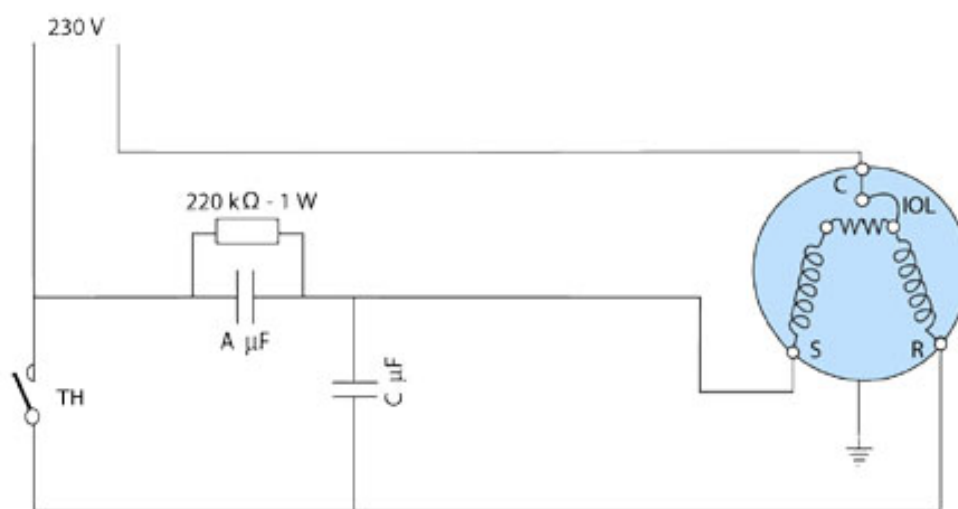 230 V
C
IOL
220 kΩ - 1 W
A µF
S
R
TH
C µF